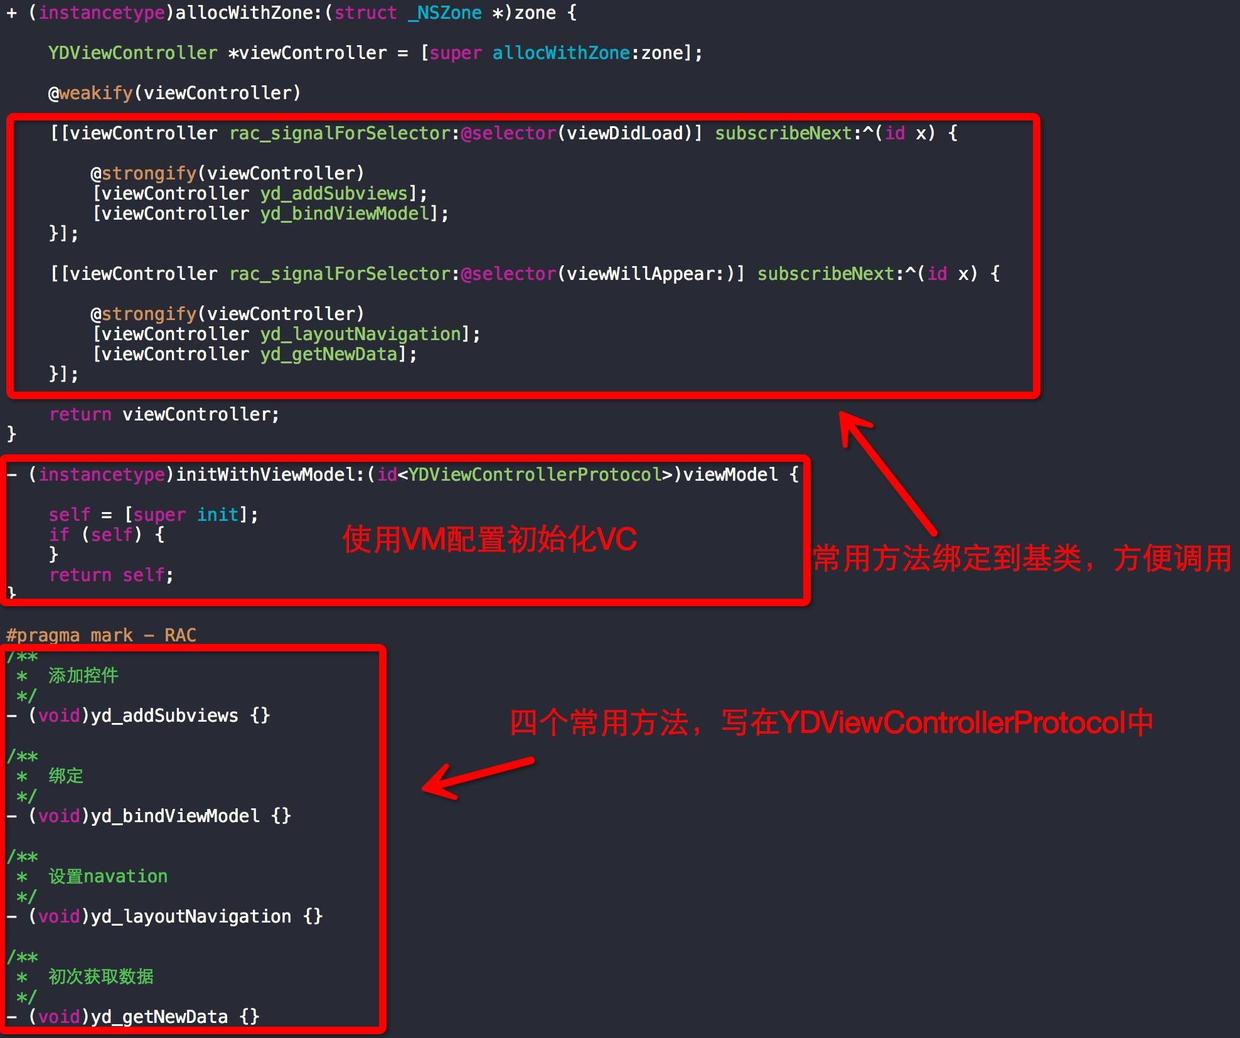 + (instancetype)allocWithZone:(struct _NSZone *)zone {
YDViewController *viewController = [super allocWithZone:zone];
@weakify(viewController)
[[viewController rac_signalForSelector:@selector(viewDidLoad)] subscribeNext:^(id x) {
@strongify(viewController)
[viewController yd_addSubviews];
[viewController yd_bindViewModel];
}];
[[viewController rac_signalForSelector:@selector(viewWillAppear:)] subscribeNext:^(id x) {
@strongify(viewController)
[viewController yd_layoutNavigation];
[viewController yd_getNewData];
}];
return viewController;
}
- (instancetype)initWithViewModel:(id<YDViewControllerProtocol>)viewModel {
self = [super init];
if (self) {
使用VM配置初始化VC
}
常用方法绑定到基类，方便调用
return self;
}
#pragma mark - RAC
/**
* 添加控件
*/
- (void)yd_addSubviews {}
四个常用方法，写在YDViewControllerProtocol中
/**
* 绑定
*/
- (void)yd_bindViewModel {}
/**
* 设置navation
*/
- (void)yd_layoutNavigation {}
/**
* 初次获取数据
*/
- (void)yd_getNewData {}